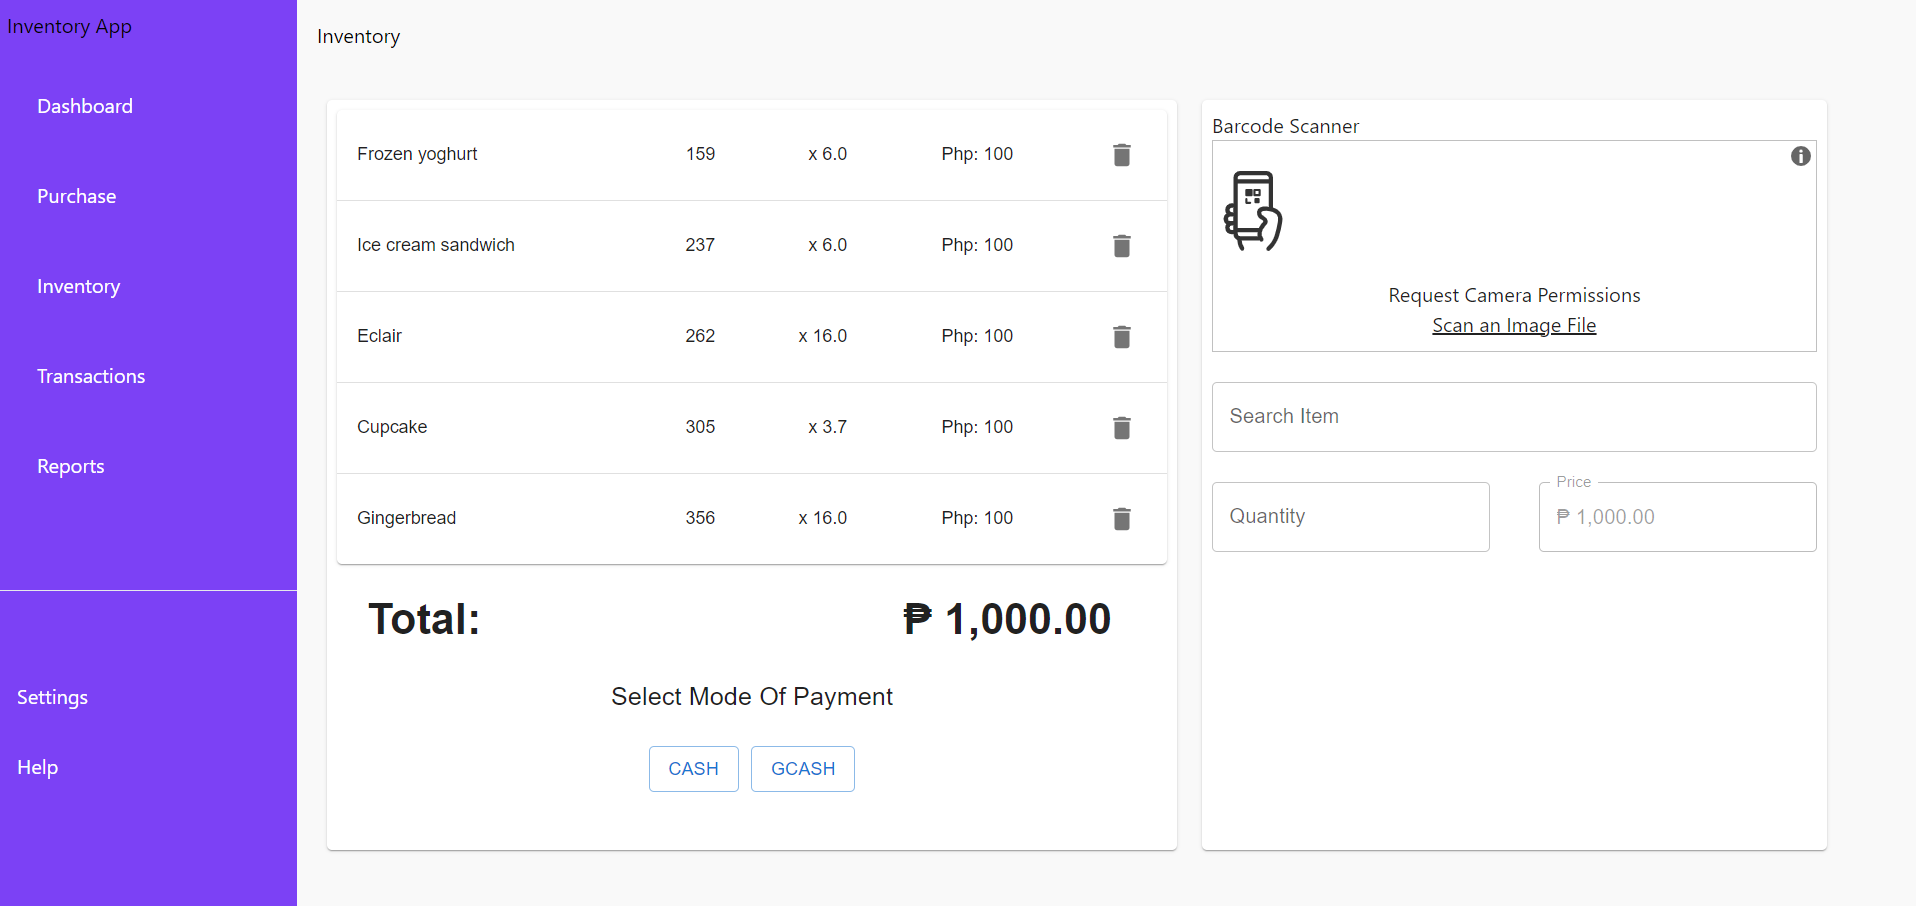 Inventory App
Dashboard
Purchase
Inventory
Transactions
Reports
Settings
Help
Inventory
Frozen yoghurt 159 x 6.0 Php: 100
Ice cream sandwich 237 x 6.0 Php: 100
Eclair 262 x 16.0 Php: 100
Cupcake 305 x 3.7 Php: 100
Gingerbread 356 x 16.0 Php: 100
Total: ₱ 1,000.00
Select Mode Of Payment
CASH GCASH
Barcode Scanner
Request Camera Permissions
Scan an Image File
Search Item
Quantity
Price
₱ 1,000.00